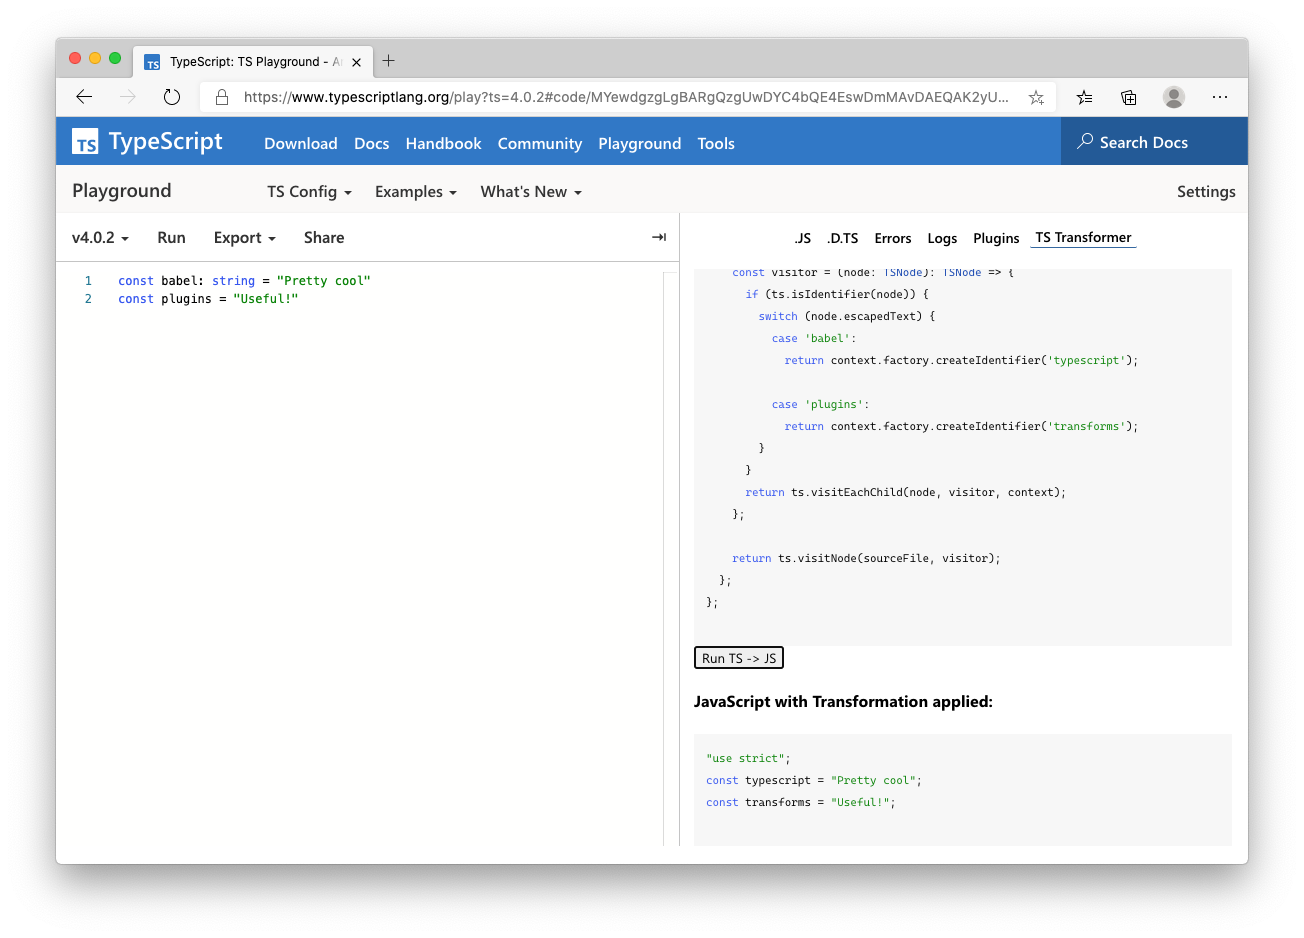 TypeScript: TS Playground - A
https://www.typescriptlang.org/play?ts=4.0.2#code/MYewdgzgLgBARgQzgUwDYC4bQE4EswDmMAvDAEQAK2yU...
TS TypeScript Download Docs Handbook Community Playground Tools Search Docs
Playground TS Config Examples What's New Settings
v4.0.2 Run Export Share
.JS .D.TS Errors Logs Plugins TS Transformer
1 const babel: string = "Pretty cool"
2 const plugins = "Useful!"
const visitor = (node: TSNode): TSNode => {
if (ts.isIdentifier(node)) {
switch (node.escapedText) {
case 'babel':
return context.factory.createIdentifier('typescript');
case 'plugins':
return context.factory.createIdentifier('transforms');
}
}
return ts.visitEachChild(node, visitor, context);
};
return ts.visitNode(sourceFile, visitor);
};
};
Run TS -> JS
JavaScript with Transformation applied:
"use strict";
const typescript = "Pretty cool";
const transforms = "Useful!";